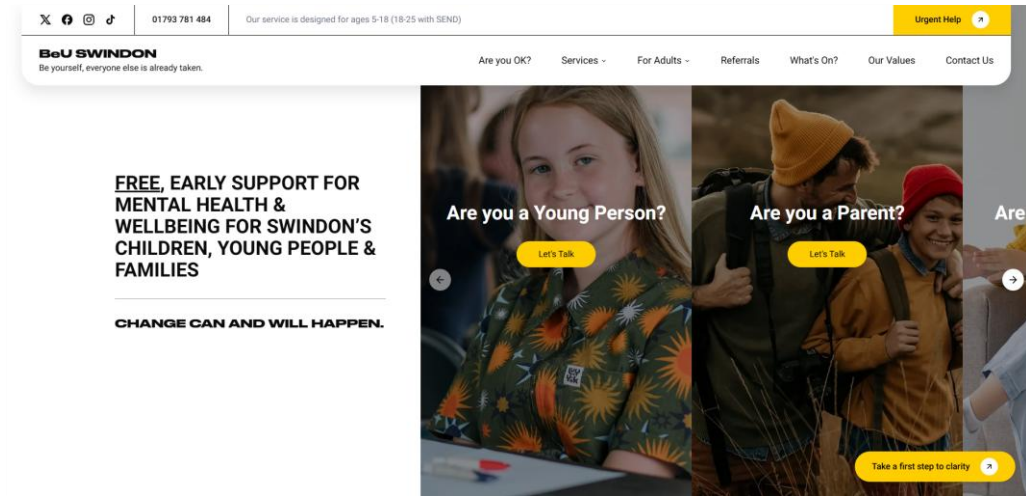 01793 781 484
Our service is designed for ages 5-18 (18-25 with SEND)
Urgent Help
BeU SWINDON
Be yourself, everyone else is already taken.
Are you OK?
Services
For Adults
Referrals
What's On?
Our Values
Contact Us
FREE, EARLY SUPPORT FOR
MENTAL HEALTH &
WELLBEING FOR SWINDON'S
CHILDREN, YOUNG PEOPLE &
FAMILIES
CHANGE CAN AND WILL HAPPEN.
Are you a Young Person?
Let's Talk
Are you a Parent?
Let's Talk
Are
Take a first step to clarity